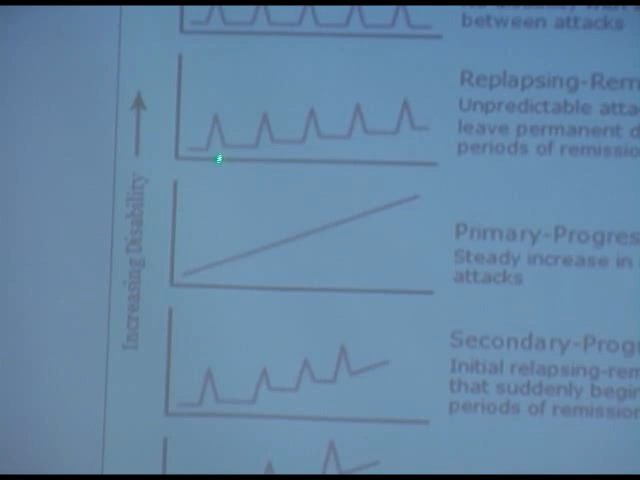 between attacks
Replapsing-Rem
Unpredictable atta
leave permanent d
periods of remissio
Increasing Disability
Primary-Progres
Steady increase in
attacks
Secondary-Prog
Initial relapsing-rem
that suddenly begin
periods of remission